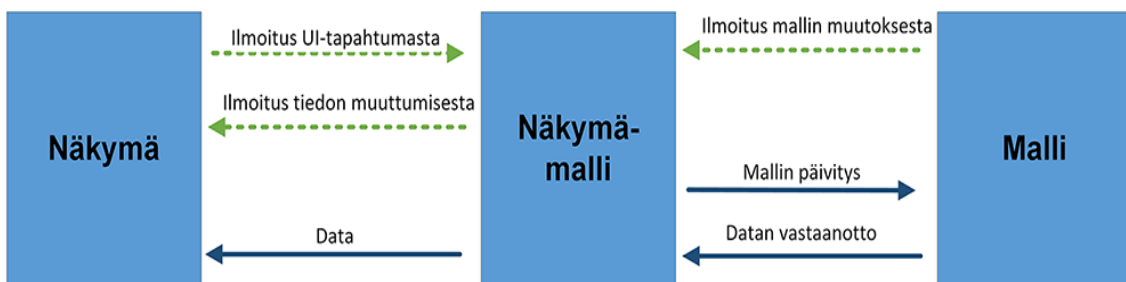 Näkymä
Ilmoitus UI-tapahtumasta
Ilmoitus tiedon muuttumisesta
Data
Näkymä-
malli
Ilmoitus mallin muutoksesta
Mallin päivitys
Datan vastaanotto
Malli